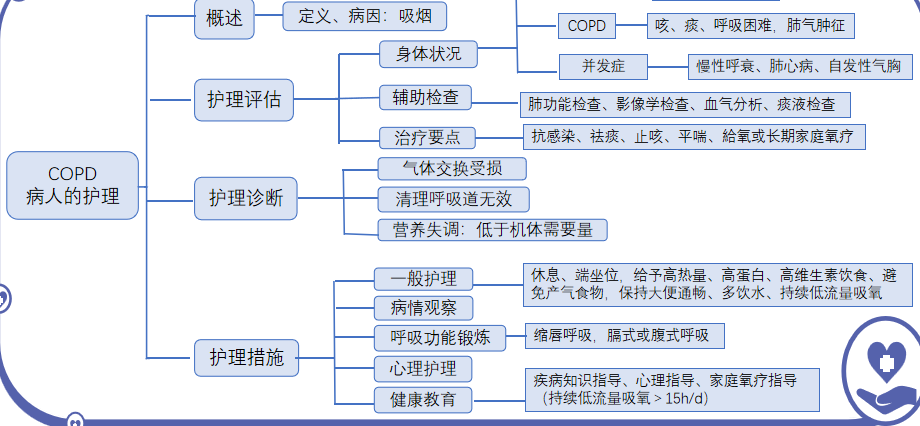 概述
定义、病因：吸烟
COPD
病人的护理
护理评估
身体状况
COPD
咳、痰、呼吸困难，肺气肿征
并发症
慢性呼衰、肺心病、自发性气胸
辅助检查
肺功能检查、影像学检查、血气分析、痰液检查
治疗要点
抗感染、祛痰、止咳、平喘，給氧或长期家庭氧疗
护理诊断
气体交换受损
清理呼吸道无效
营养失调：低于机体需要量
护理措施
一般护理
休息、端坐位，给予高热量、高蛋白、高维生素饮食、避
免产气食物，保持大便通畅、多饮水、持续低流量吸氧
病情观察
呼吸功能锻炼
缩唇呼吸，膈式或腹式呼吸
心理护理
健康教育
疾病知识指导、心理指导、家庭氧疗指导
（持续低流量吸氧＞15h/d）